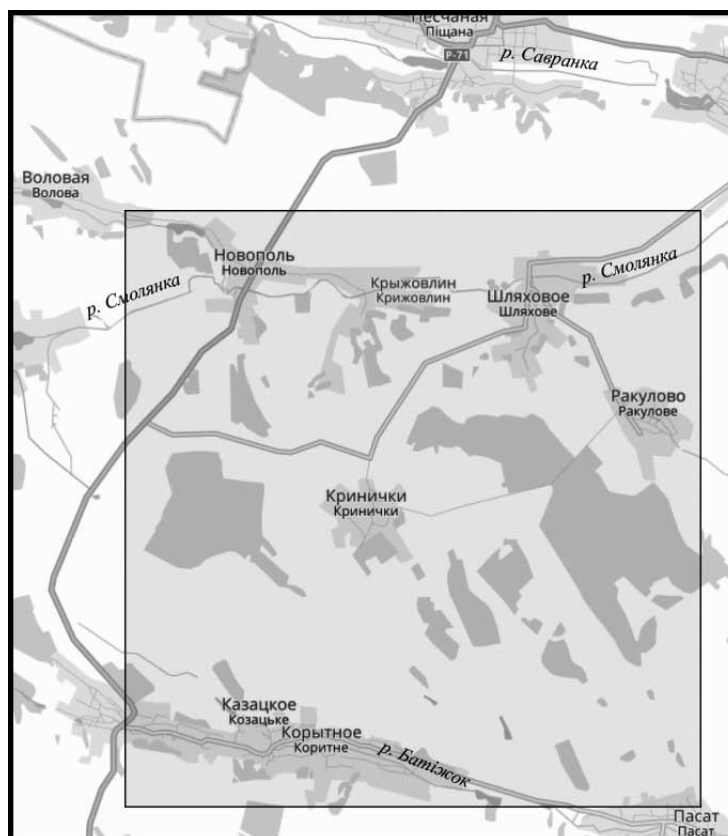 Песчаная
Піщана
Р-71
р. Савранка
Воловая
Волова
Новополь
Новополь
р. Смолянка
Крыжовлин
Крижовлин
Шляховое
Шляхове
р. Смолянка
Ракулово
Ракулове
Кринички
Кринички
Казацкое
Козацьке
Корытное
Коритне
р. Батіжок
Пасат
Пасат